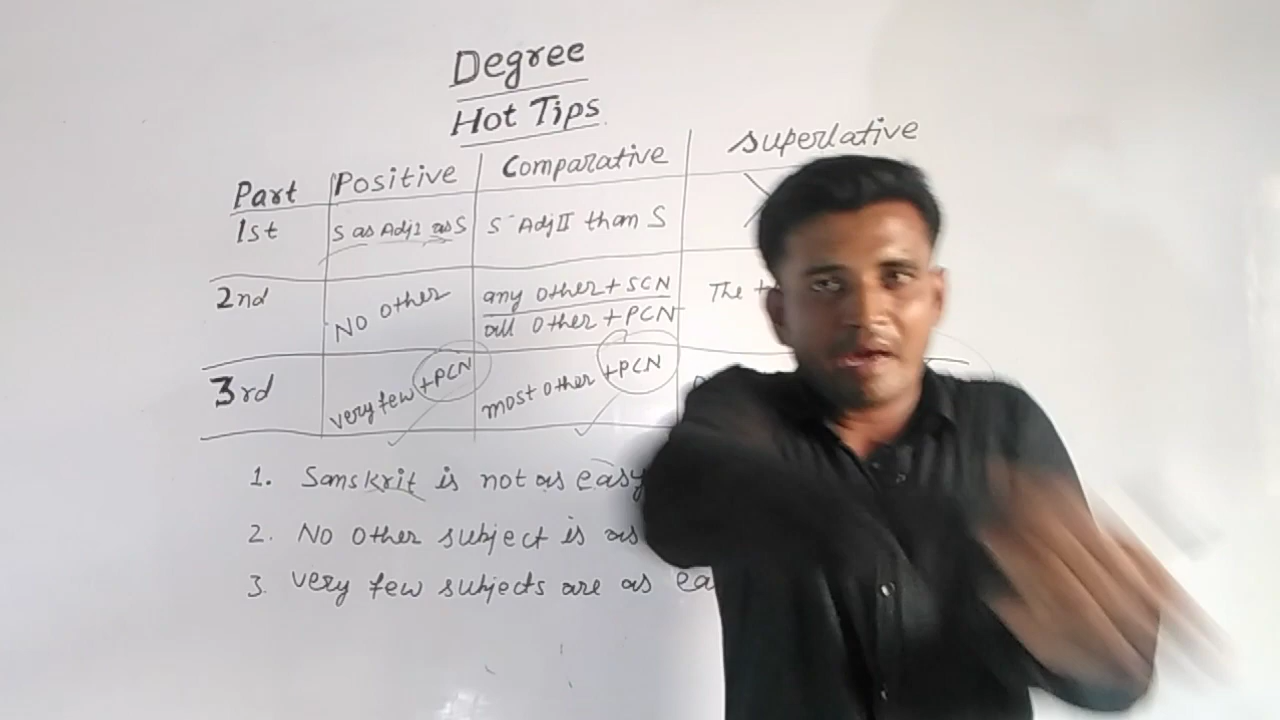 Degree
Hot Tips
Part Positive Comparative Superlative
1st S as Adj I as S S Adj II than S
2nd No other any other + SCN The
all other + PCN
3rd very few + PCN most other + PCN
1. Sanskrit is not as easy
2. No other subject is as
3. very few subjects are as